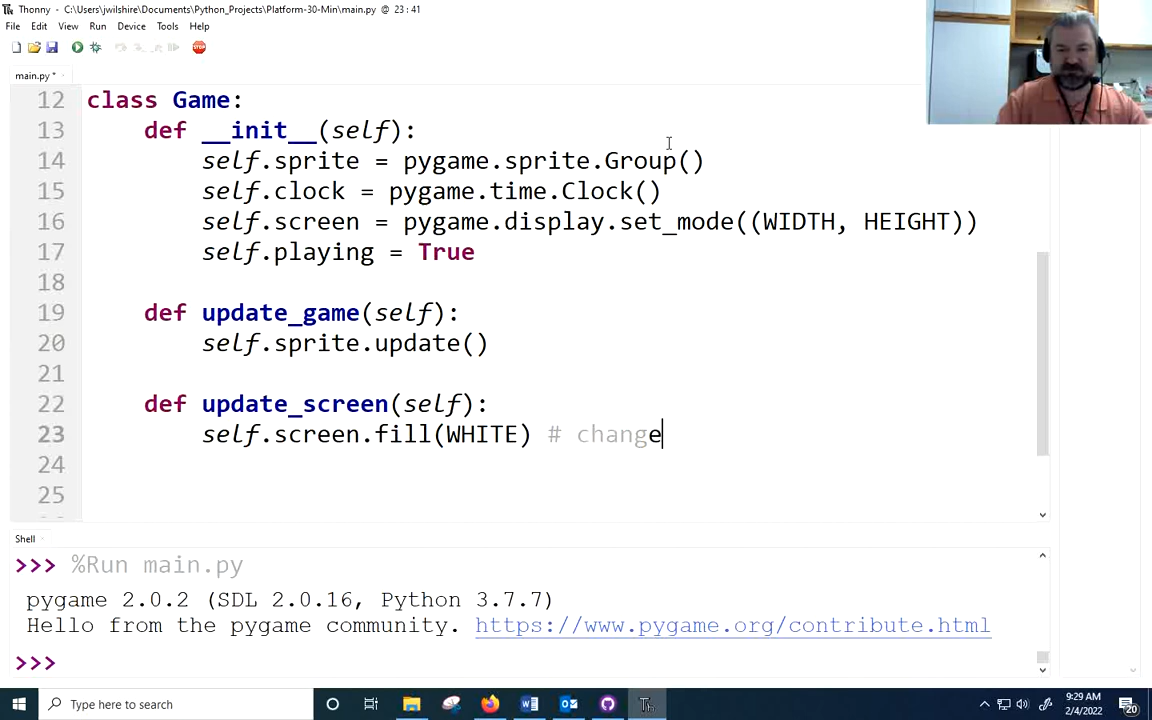 Thonny - C:\Users\jwilshire\Documents\Python_Projects\Platform-30-Min\main.py @ 23 : 41
File Edit View Run Device Tools Help
STOP
main.py *
12 class Game:
13 def __init__(self):
14 self.sprite = pygame.sprite.Group()
15 self.clock = pygame.time.Clock()
16 self.screen = pygame.display.set_mode((WIDTH, HEIGHT))
17 self.playing = True
18
19 def update_game(self):
20 self.sprite.update()
21
22 def update_screen(self):
23 self.screen.fill(WHITE) # change
24
25
Shell
>>> %Run main.py
pygame 2.0.2 (SDL 2.0.16, Python 3.7.7)
Hello from the pygame community. https://www.pygame.org/contribute.html
>>>
Type here to search
9:29 AM
2/4/2022
20